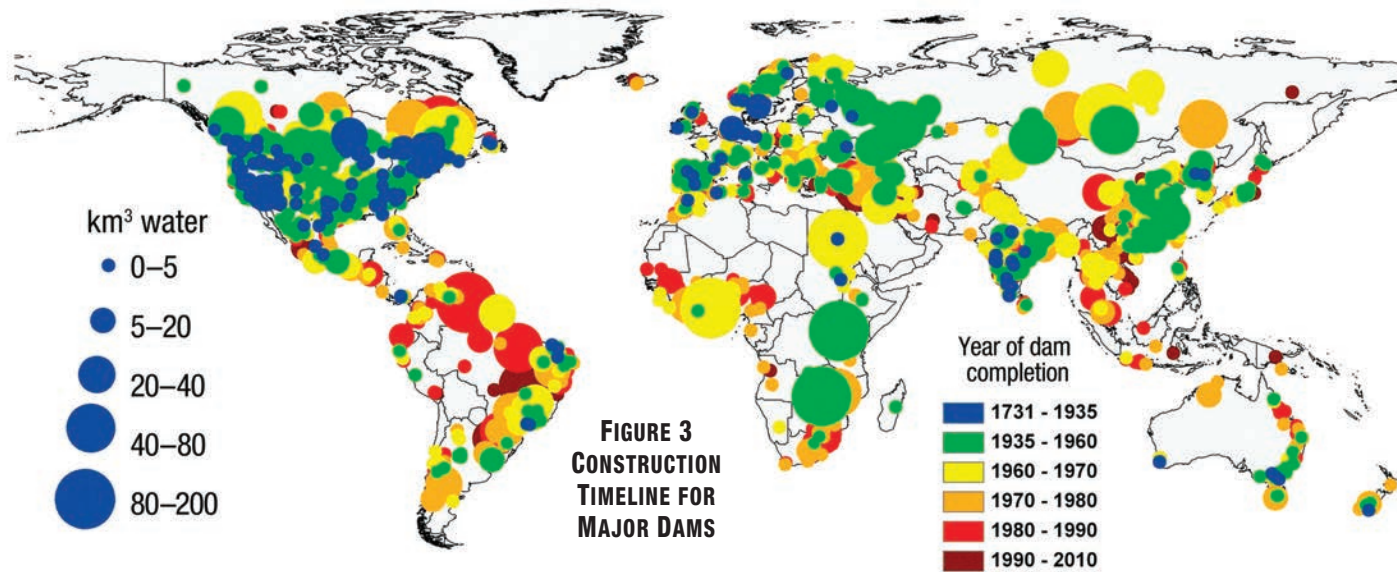 km³ water
0–5
5–20
20–40
40–80
80–200
FIGURE 3
CONSTRUCTION
TIMELINE FOR
MAJOR DAMS
Year of dam
completion
1731 - 1935
1935 - 1960
1960 - 1970
1970 - 1980
1980 - 1990
1990 - 2010